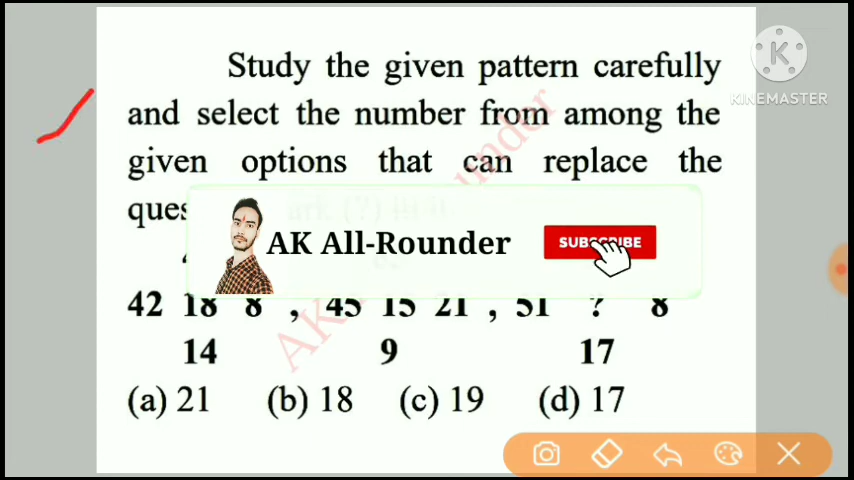 Study the given pattern carefully
KINEMASTER
and select the number from among the
given options that can replace the
AK All-Rounder
SUBSCRIBE
42 18 8 , 45 15 21 , 51 ? 8
14 9 17
(a) 21 (b) 18 (c) 19 (d) 17